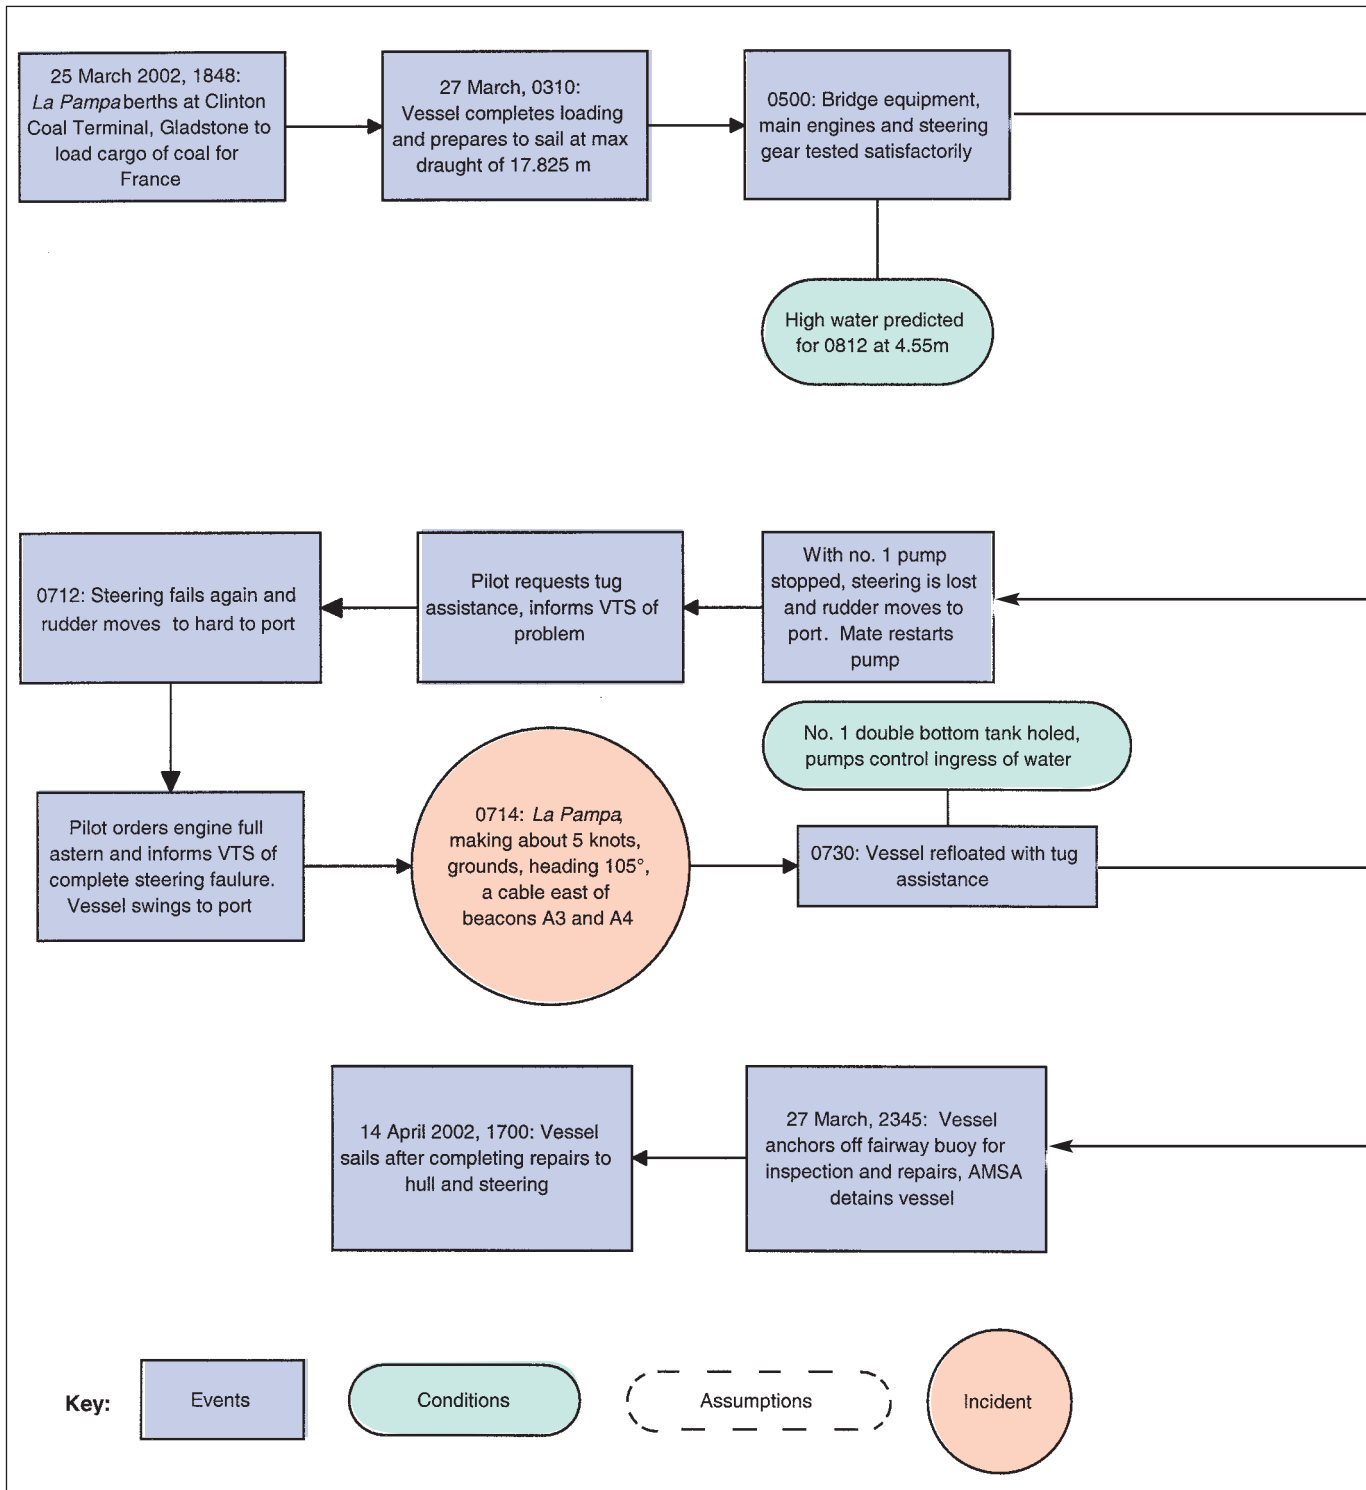 25 March 2002, 1848:
La Pampa berths at Clinton
Coal Terminal, Gladstone to
load cargo of coal for
France
27 March, 0310:
Vessel completes loading
and prepares to sail at max
draught of 17.825 m
0500: Bridge equipment,
main engines and steering
gear tested satisfactorily
High water predicted
for 0812 at 4.55m
With no. 1 pump
stopped, steering is lost
and rudder moves to
port. Mate restarts
pump
Pilot requests tug
assistance, informs VTS of
problem
0712: Steering fails again and
rudder moves to hard to port
Pilot orders engine full
astern and informs VTS of
complete steering faulure.
Vessel swings to port
0714: La Pampa,
making about 5 knots,
grounds, heading 105°,
a cable east of
beacons A3 and A4
No. 1 double bottom tank holed,
pumps control ingress of water
0730: Vessel refloated with tug
assistance
27 March, 2345: Vessel
anchors off fairway buoy for
inspection and repairs, AMSA
detains vessel
14 April 2002, 1700: Vessel
sails after completing repairs to
hull and steering
Key:
Events
Conditions
Assumptions
Incident